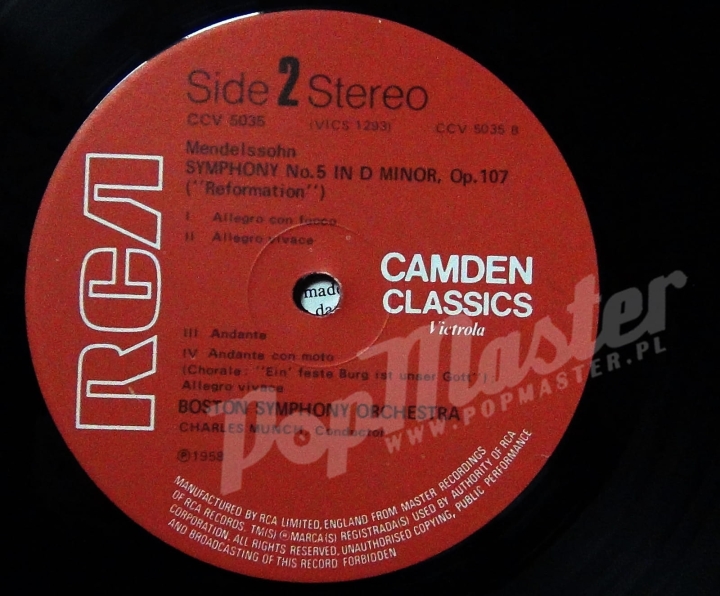 Side 2 Stereo
CCV 5035 (VICS 1293) CCV 5035 B
Mendelssohn
SYMPHONY No.5 IN D MINOR, Op.107
("Reformation")
I Allegro con fuoco
II Allegro vivace
RCA
CAMDEN
CLASSICS
Victrola
made
da
III Andante
IV Andante con moto
(Chorale: "Ein' feste Burg ist unser Gott"):
Allegro vivace
BOSTON SYMPHONY ORCHESTRA
CHARLES MUNCH, Conductor
℗1958
MANUFACTURED BY RCA LIMITED, ENGLAND FROM MASTER RECORDINGS
OF RCA RECORDS. TM(S) ® MARCA(S) REGISTRADA(S) USED BY AUTHORITY OF RCA
CORPORATION. ALL RIGHTS RESERVED. UNAUTHORISED COPYING, PUBLIC PERFORMANCE
AND BROADCASTING OF THIS RECORD FORBIDDEN
PopMaster
WWW.POPMASTER.PL